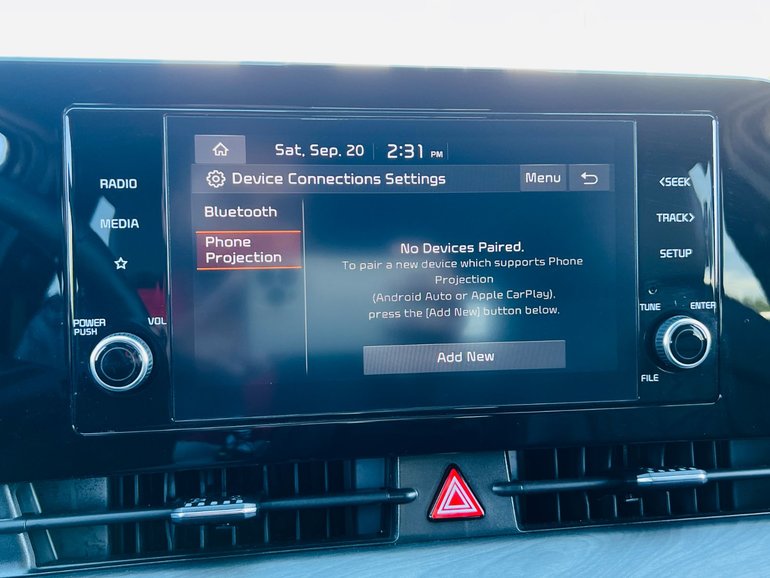 Sat, Sep. 20 2:31 PM
Device Connections Settings Menu
Bluetooth
Phone
Projection
No Devices Paired.
To pair a new device which supports Phone
Projection
(Android Auto or Apple CarPlay),
press the [Add New] button below.
Add New
RADIO
MEDIA
POWER
PUSH
VOL
<SEEK
TRACK>
SETUP
TUNE
ENTER
FILE